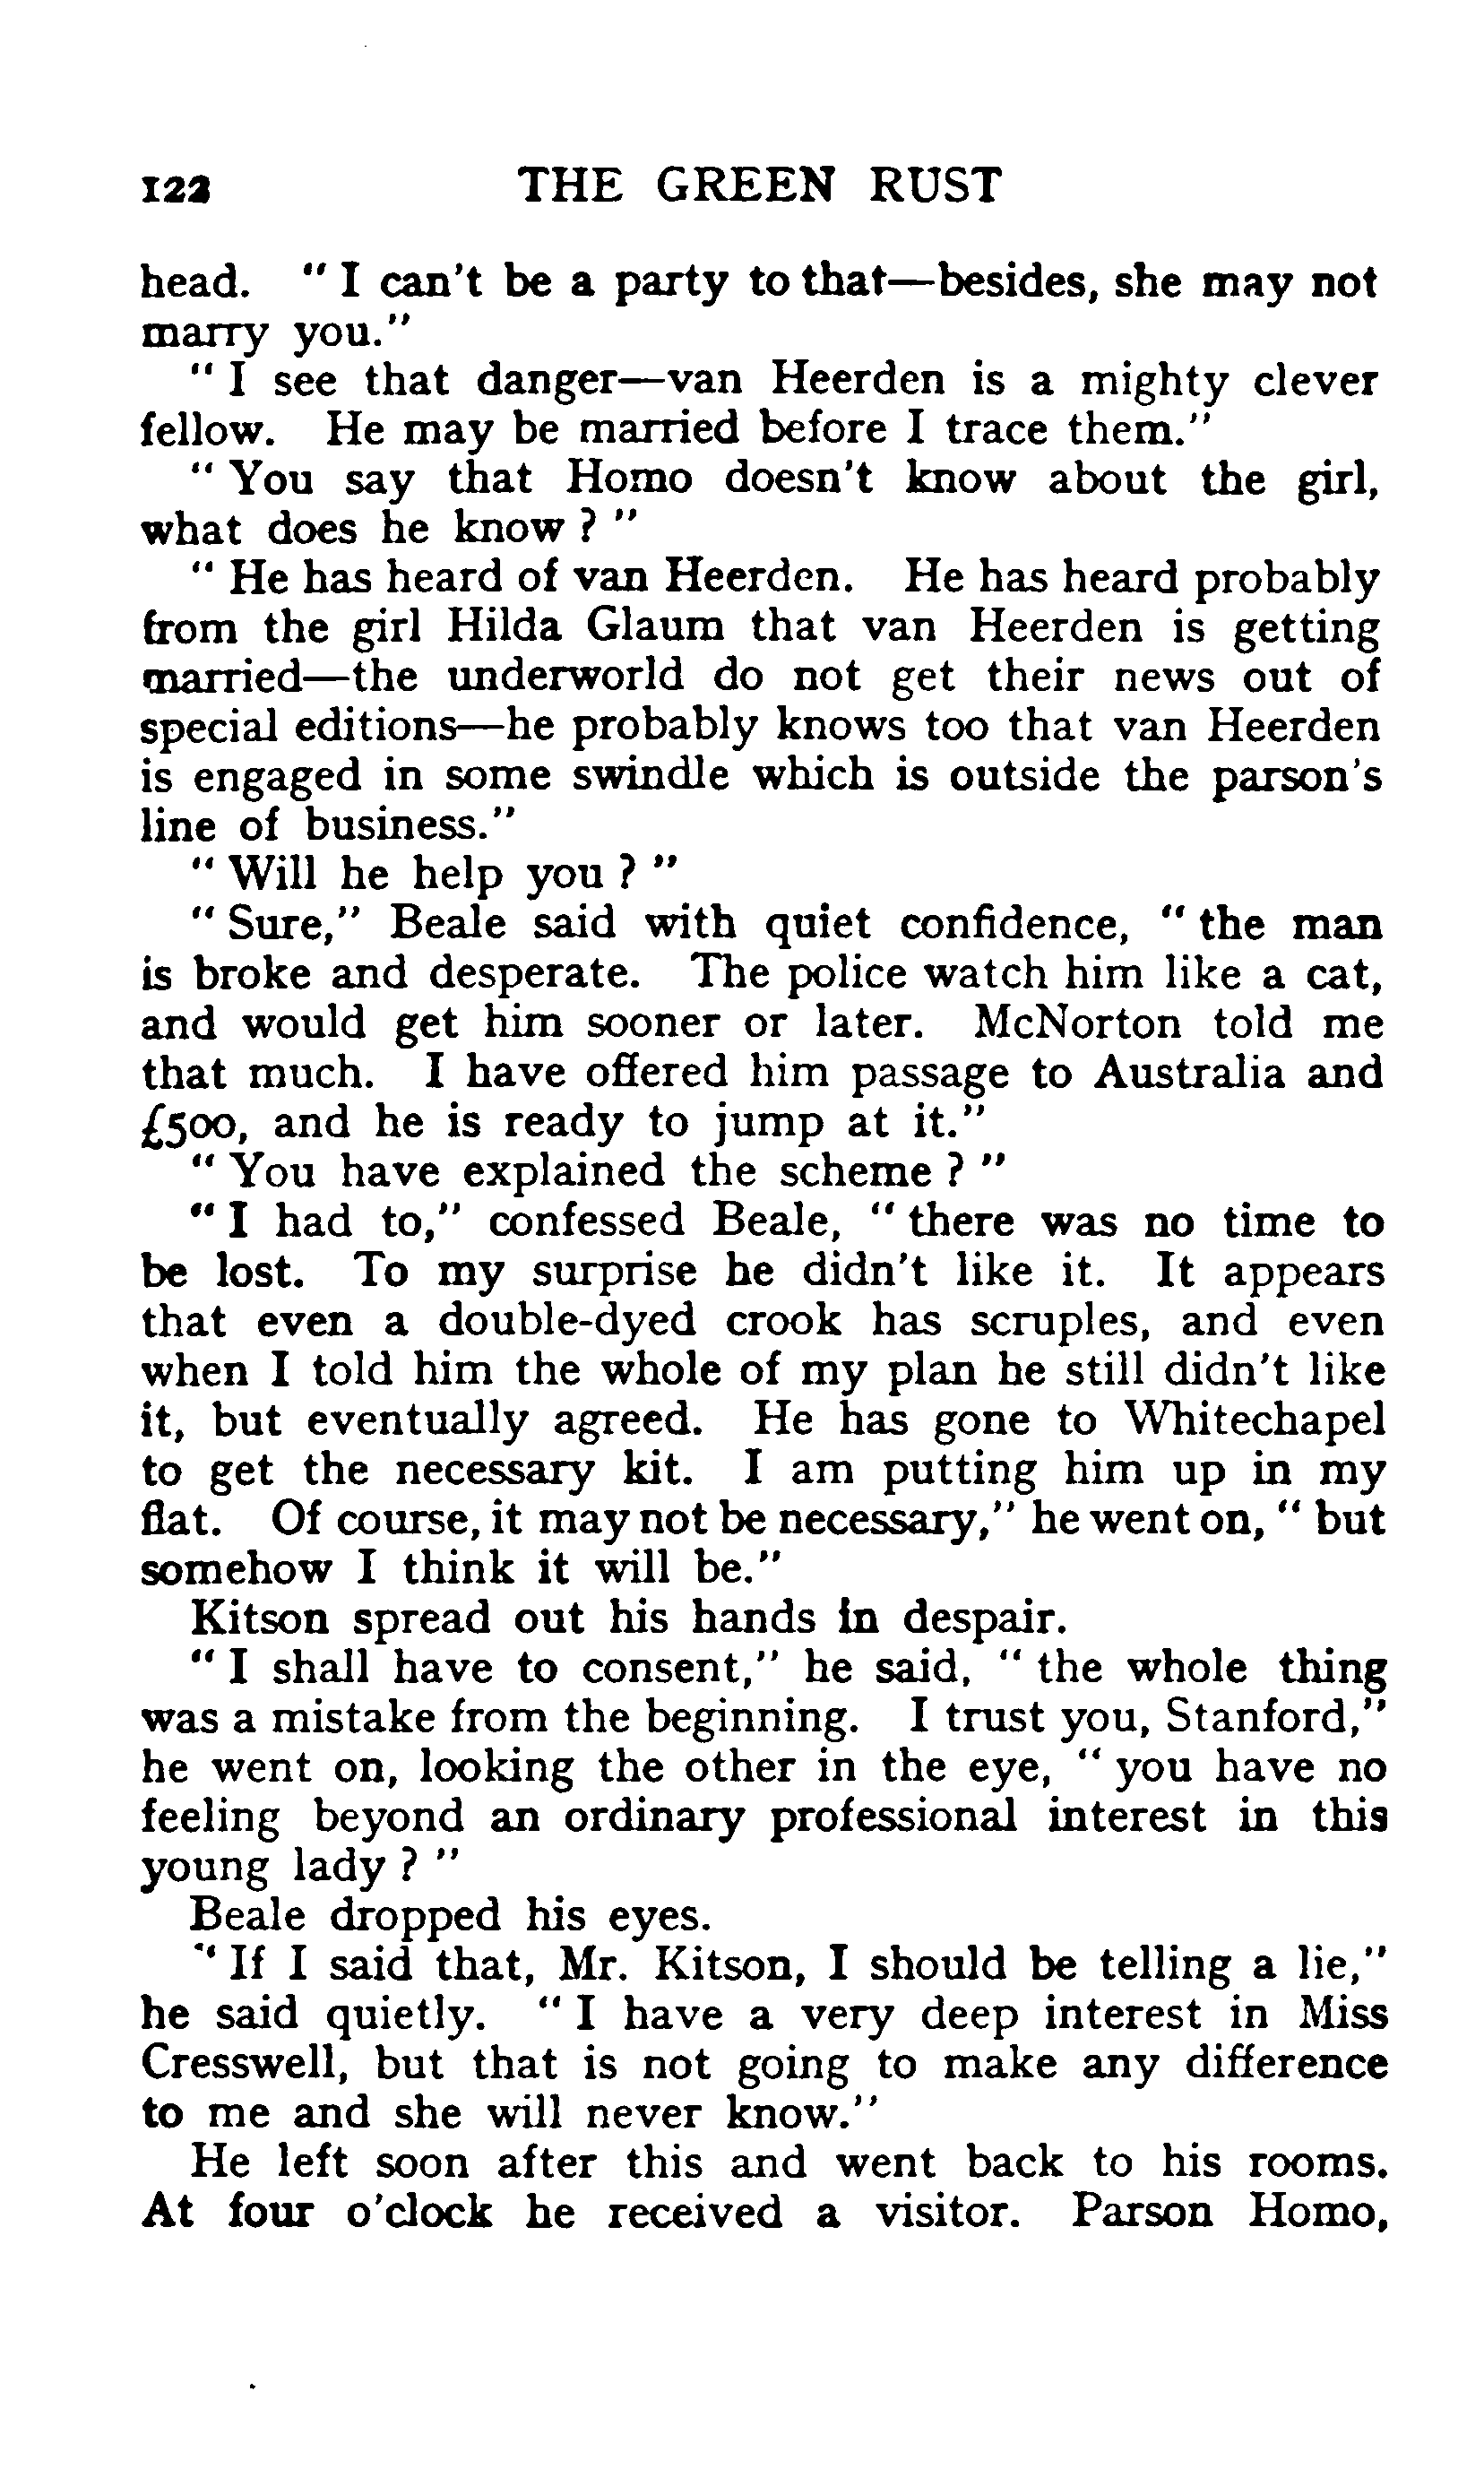 122 THE GREEN RUST
head. " I can't be a party to that—besides, she may not
marry you."
" I see that danger—van Heerden is a mighty clever
fellow. He may be married before I trace them."
" You say that Homo doesn't know about the girl,
what does he know ? "
" He has heard of van Heerden. He has heard probably
from the girl Hilda Glaum that van Heerden is getting
married—the underworld do not get their news out of
special editions—he probably knows too that van Heerden
is engaged in some swindle which is outside the parson's
line of business."
" Will he help you ? "
" Sure," Beale said with quiet confidence, " the man
is broke and desperate. The police watch him like a cat,
and would get him sooner or later. McNorton told me
that much. I have offered him passage to Australia and
£500, and he is ready to jump at it."
" You have explained the scheme ? "
" I had to," confessed Beale, " there was no time to
be lost. To my surprise he didn't like it. It appears
that even a double-dyed crook has scruples, and even
when I told him the whole of my plan he still didn't like
it, but eventually agreed. He has gone to Whitechapel
to get the necessary kit. I am putting him up in my
flat. Of course, it may not be necessary," he went on, " but
somehow I think it will be."
Kitson spread out his hands in despair.
" I shall have to consent," he said, " the whole thing
was a mistake from the beginning. I trust you, Stanford,"
he went on, looking the other in the eye, " you have no
feeling beyond an ordinary professional interest in this
young lady ? "
Beale dropped his eyes.
" If I said that, Mr. Kitson, I should be telling a lie,"
he said quietly. " I have a very deep interest in Miss
Cresswell, but that is not going to make any difference
to me and she will never know."
He left soon after this and went back to his rooms.
At four o'clock he received a visitor. Parson Homo,